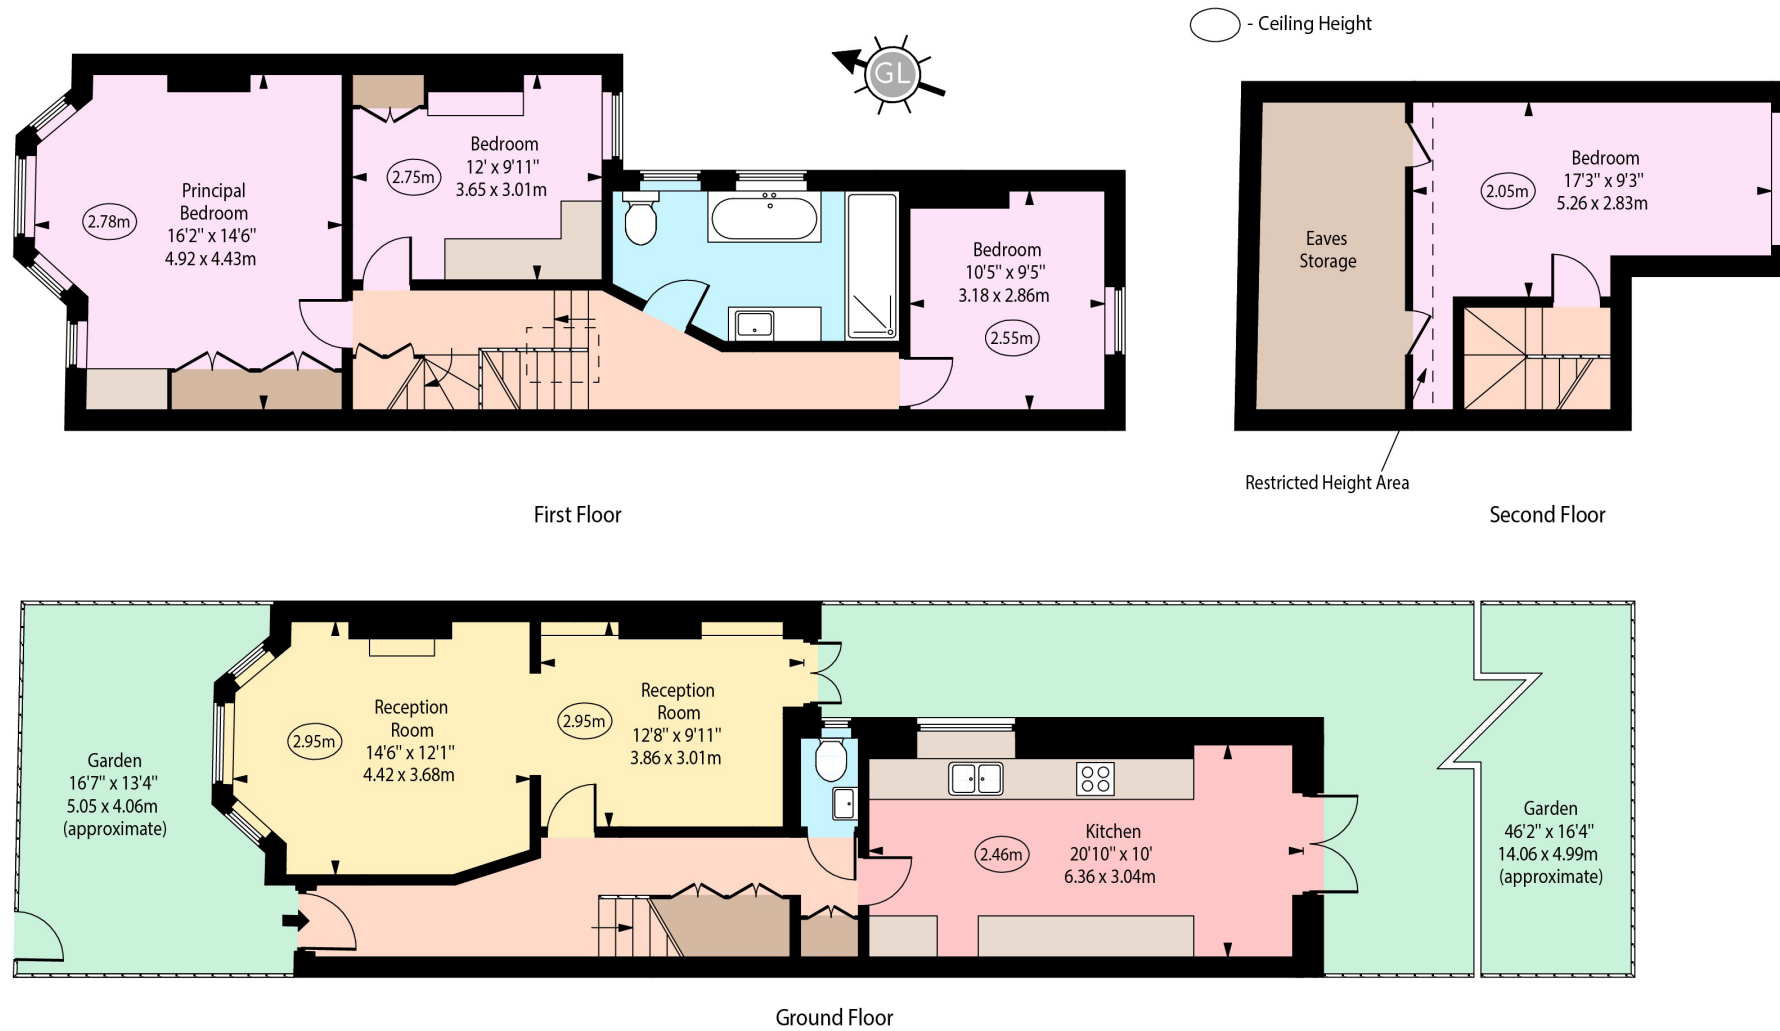 - Ceiling Height
GL
Principal
Bedroom
16'2" x 14'6"
4.92 x 4.43m
2.78m
Bedroom
12' x 9'11"
3.65 x 3.01m
2.75m
Bedroom
10'5" x 9'5"
3.18 x 2.86m
2.55m
First Floor
Eaves
Storage
Bedroom
17'3" x 9'3"
5.26 x 2.83m
2.05m
Restricted Height Area
Second Floor
Garden
16'7" x 13'4"
5.05 x 4.06m
(approximate)
Reception
Room
14'6" x 12'1"
4.42 x 3.68m
2.95m
Reception
Room
12'8" x 9'11"
3.86 x 3.01m
2.95m
Kitchen
20'10" x 10'
6.36 x 3.04m
2.46m
Garden
46'2" x 16'4"
14.06 x 4.99m
(approximate)
Ground Floor